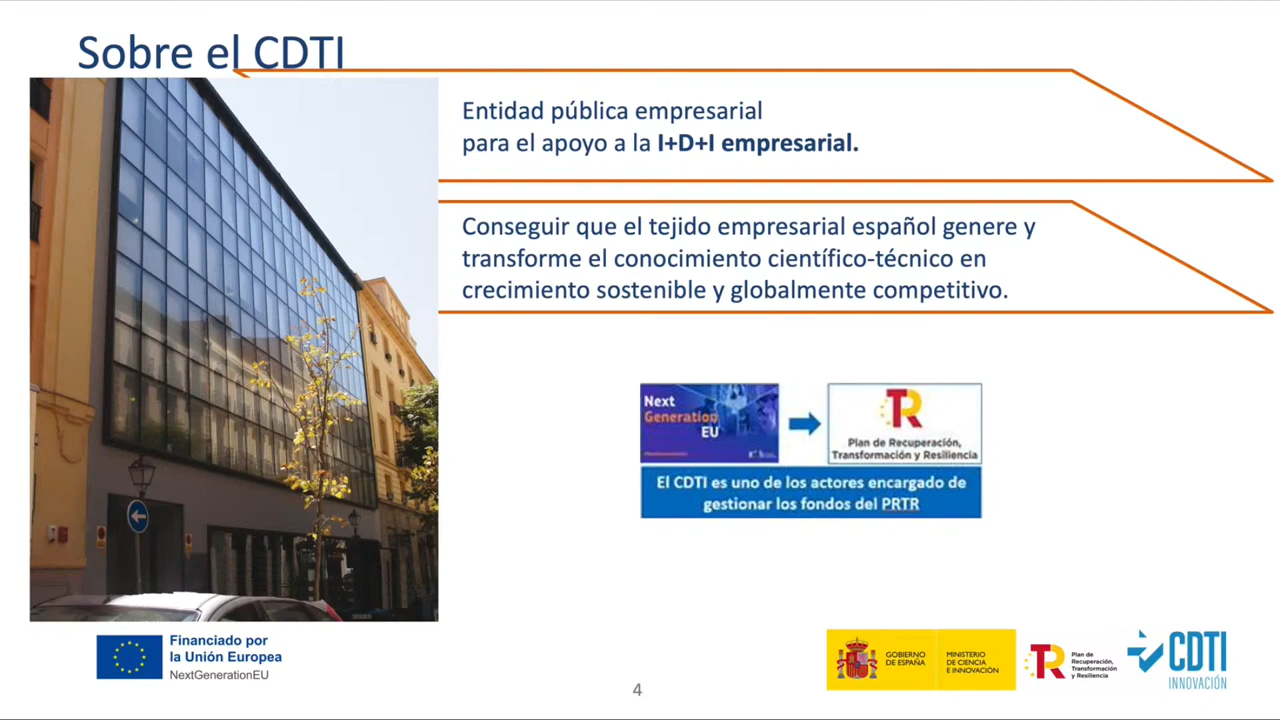 Sobre el CDTI
Entidad pública empresarial
para el apoyo a la I+D+I empresarial.
Conseguir que el tejido empresarial español genere y
transforme el conocimiento científico-técnico en
crecimiento sostenible y globalmente competitivo.
Next
Generation
EU
Plan de Recuperación,
Transformación y Resiliencia
El CDTI es uno de los actores encargado de
gestionar los fondos del PRTR
Financiado por
la Unión Europea
NextGenerationEU
GOBIERNO
DE ESPAÑA
MINISTERIO
DE CIENCIA
E INNOVACIÓN
Plan de
Recuperación,
Transformación
y Resiliencia
CDTI
INNOVACIÓN
4